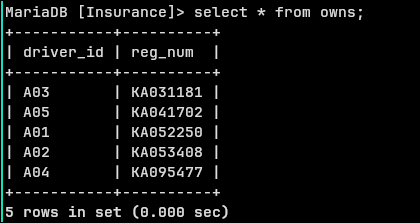 MariaDB [Insurance]> select * from owns;
+-----------+----------+
| driver_id | reg_num  |
+-----------+----------+
| A03       | KA031181 |
| A05       | KA041702 |
| A01       | KA052250 |
| A02       | KA053408 |
| A04       | KA095477 |
+-----------+----------+
5 rows in set (0.000 sec)